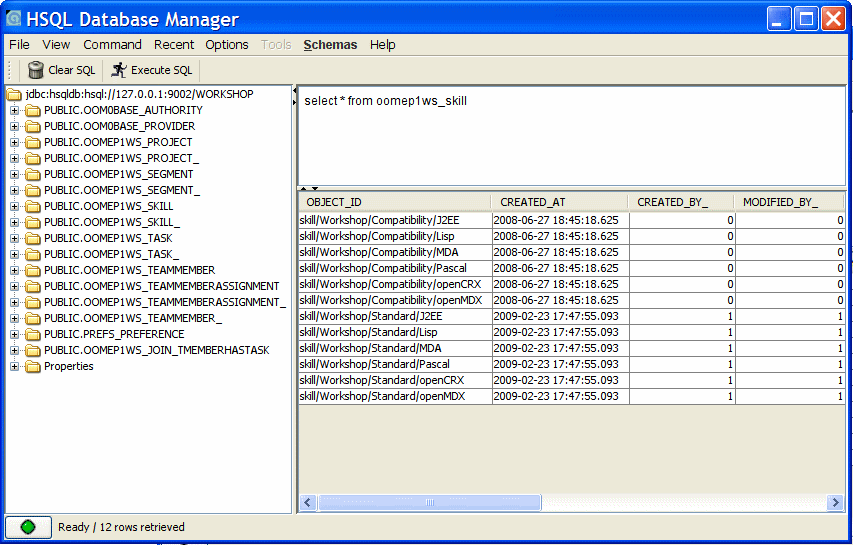 HSQL Database Manager
File View Command Recent Options Tools Schemas Help
Clear SQL Execute SQL
jdbc:hsqldb:hsql://127.0.0.1:9002/WORKSHOP
PUBLIC.OOM0BASE_AUTHORITY
PUBLIC.OOM0BASE_PROVIDER
PUBLIC.OOMEP1WS_PROJECT
PUBLIC.OOMEP1WS_PROJECT_
PUBLIC.OOMEP1WS_SEGMENT
PUBLIC.OOMEP1WS_SEGMENT_
PUBLIC.OOMEP1WS_SKILL
PUBLIC.OOMEP1WS_SKILL_
PUBLIC.OOMEP1WS_TASK
PUBLIC.OOMEP1WS_TASK_
PUBLIC.OOMEP1WS_TEAMMEMBER
PUBLIC.OOMEP1WS_TEAMMEMBERASSIGNMENT
PUBLIC.OOMEP1WS_TEAMMEMBERASSIGNMENT_
PUBLIC.OOMEP1WS_TEAMMEMBER_
PUBLIC.PREFS_PREFERENCE
PUBLIC.OOMEP1WS_JOIN_TMEMBERHASTASK
Properties
select * from oomep1ws_skill
OBJECT_ID CREATED_AT CREATED_BY_ MODIFIED_BY_
skill/Workshop/Compatibility/J2EE 2008-06-27 18:45:18.625 0 0
skill/Workshop/Compatibility/Lisp 2008-06-27 18:45:18.625 0 0
skill/Workshop/Compatibility/MDA 2008-06-27 18:45:18.625 0 0
skill/Workshop/Compatibility/Pascal 2008-06-27 18:45:18.625 0 0
skill/Workshop/Compatibility/openCRX 2008-06-27 18:45:18.625 0 0
skill/Workshop/Compatibility/openMDX 2008-06-27 18:45:18.625 0 0
skill/Workshop/Standard/J2EE 2009-02-23 17:47:55.093 1 1
skill/Workshop/Standard/Lisp 2009-02-23 17:47:55.093 1 1
skill/Workshop/Standard/MDA 2009-02-23 17:47:55.093 1 1
skill/Workshop/Standard/Pascal 2009-02-23 17:47:55.093 1 1
skill/Workshop/Standard/openCRX 2009-02-23 17:47:55.093 1 1
skill/Workshop/Standard/openMDX 2009-02-23 17:47:55.093 1 1
Ready / 12 rows retrieved